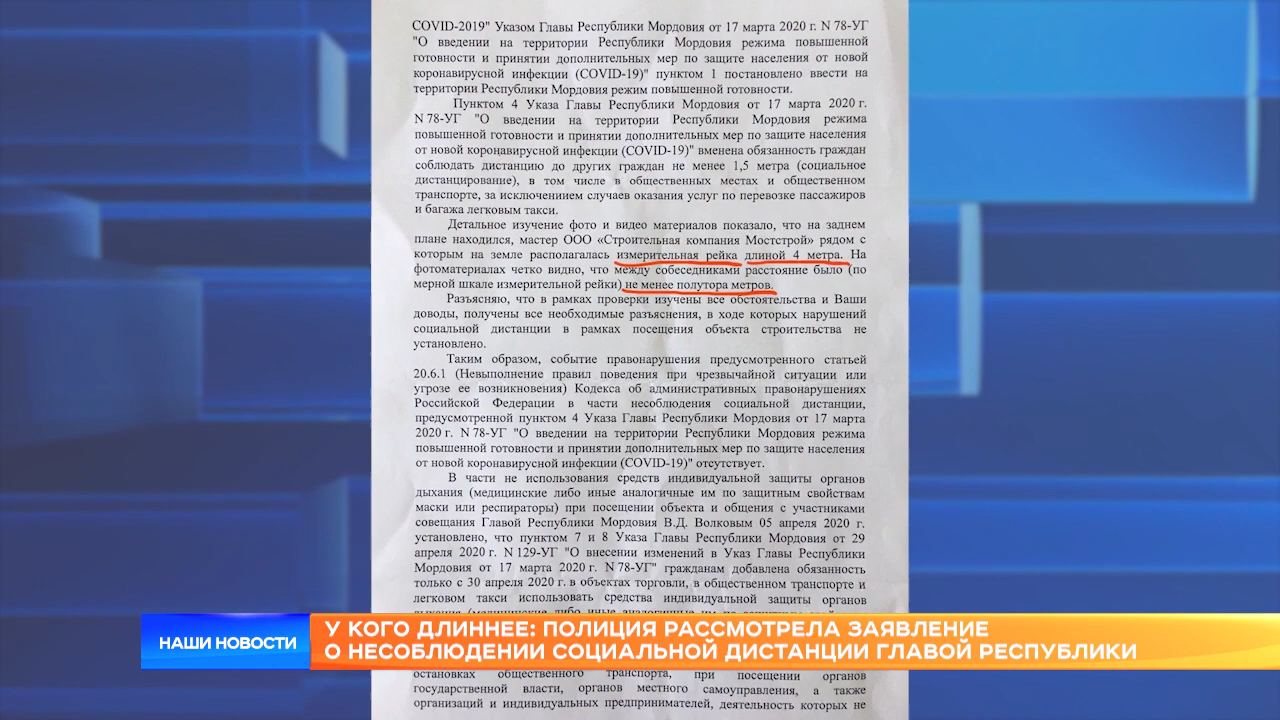 COVID-2019" Указом Главы Республики Мордовия от 17 марта 2020 г. N 78-УГ
"О введении на территории Республики Мордовия режима повышенной
готовности и принятии дополнительных мер по защите населения от новой
коронавирусной инфекции (COVID-19)" пунктом 1 постановлено ввести на
территории Республики Мордовия режим повышенной готовности.
Пунктом 4 Указа Главы Республики Мордовия от 17 марта 2020 г.
N 78-УГ "О введении на территории Республики Мордовия режима
повышенной готовности и принятии дополнительных мер по защите населения
от новой коронавирусной инфекции (COVID-19)" вменена обязанность граждан
соблюдать дистанцию до других граждан не менее 1,5 метра (социальное
дистанцирование), в том числе в общественных местах и общественном
транспорте, за исключением случаев оказания услуг по перевозке пассажиров
и багажа легковым такси.
Детальное изучение фото и видео материалов показало, что на заднем
плане находился, мастер ООО «Строительная компания Мостстрой» рядом с
которым на земле располагалась измерительная рейка длиной 4 метра. На
фотоматериалах четко видно, что между собеседниками расстояние было (по
мерной шкале измерительной рейки) не менее полутора метров.
Разъясняю, что в рамках проверки изучены все обстоятельства и Ваши
доводы, получены все необходимые разъяснения, в ходе которых нарушений
социальной дистанции в рамках посещения объекта строительства не
установлено.
Таким образом, событие правонарушения предусмотренного статьей
20.6.1 (Невыполнение правил поведения при чрезвычайной ситуации или
угрозе ее возникновения) Кодекса об административных правонарушениях
Российской Федерации в части несоблюдения социальной дистанции,
предусмотренной пунктом 4 Указа Главы Республики Мордовия от 17 марта
2020 г. N 78-УГ "О введении на территории Республики Мордовия режима
повышенной готовности и принятии дополнительных мер по защите населения
от новой коронавирусной инфекции (COVID-19)" отсутствует.
В части не использования средств индивидуальной защиты органов
дыхания (медицинские либо иные аналогичные им по защитным свойствам
маски или респираторы) при посещении объекта и общения с участниками
совещания Главой Республики Мордовия В.Д. Волковым 05 апреля 2020 г.
установлено, что пунктом 7 и 8 Указа Главы Республики Мордовия от 29
апреля 2020 г. N 129-УГ "О внесении изменений в Указ Главы Республики
Мордовия от 17 марта 2020 г. N 78-УГ" гражданам добавлена обязанность
только с 30 апреля 2020 г. в объектах торговли, в общественном транспорте и
легковом такси использовать средства индивидуальной защиты органов
дыхания (медицинские либо иные аналогичные им по защитным
НАШИ НОВОСТИ
У КОГО ДЛИННЕЕ: ПОЛИЦИЯ РАССМОТРЕЛА ЗАЯВЛЕНИЕ
О НЕСОБЛЮДЕНИИ СОЦИАЛЬНОЙ ДИСТАНЦИИ ГЛАВОЙ РЕСПУБЛИКИ
остановках общественного транспорта, при посещении органов
государственной власти, органов местного самоуправления, а также
организаций и индивидуальных предпринимателей, деятельность которых не